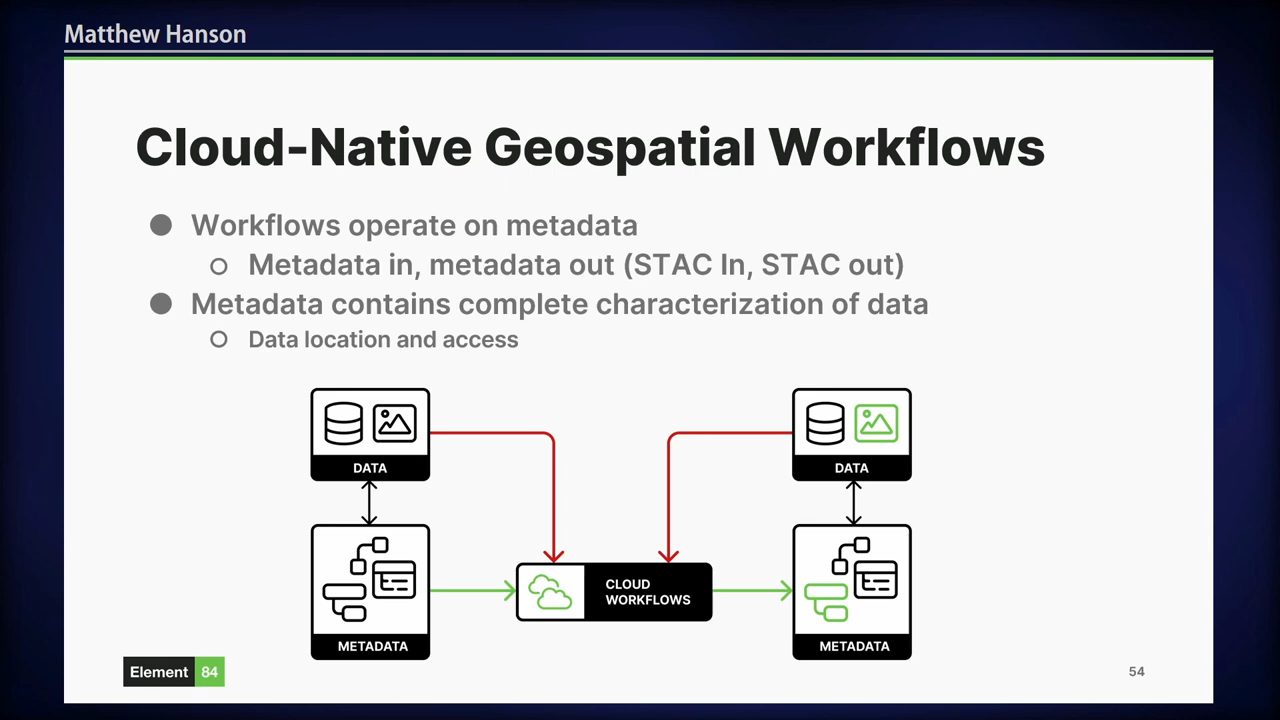 Matthew Hanson
Cloud-Native Geospatial Workflows
Workflows operate on metadata
Metadata in, metadata out (STAC In, STAC out)
Metadata contains complete characterization of data
Data location and access
DATA
DATA
CLOUD
WORKFLOWS
METADATA
METADATA
Element 84
54